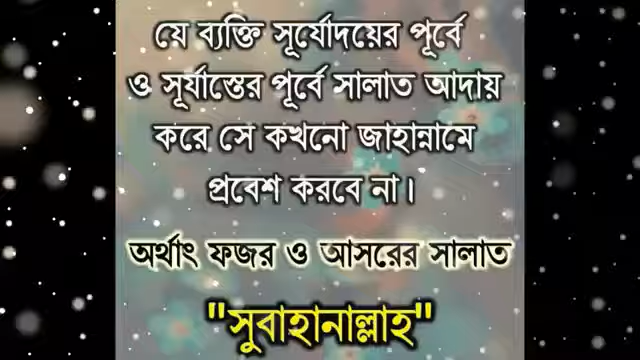 যে ব্যক্তি সূর্যোদয়ের পূর্বে
ও সূর্যাস্তের পূর্বে সালাত আদায়
করে সে কখনো জাহান্নামে
প্রবেশ করবে না।
অর্থাৎ ফজর ও আসরের সালাত
"সুবাহানাল্লাহ"